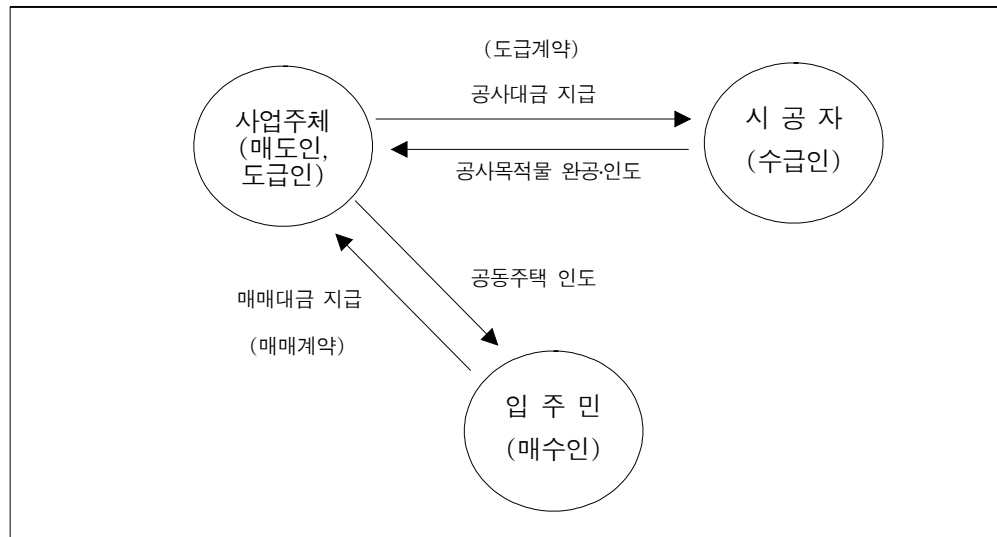 (도급계약)
공사대금 지급
사업주체
(매도인,
도급인)
시 공 자
(수급인)
공사목적물 완공·인도
공동주택 인도
매매대금 지급
(매매계약)
입 주 민
(매수인)